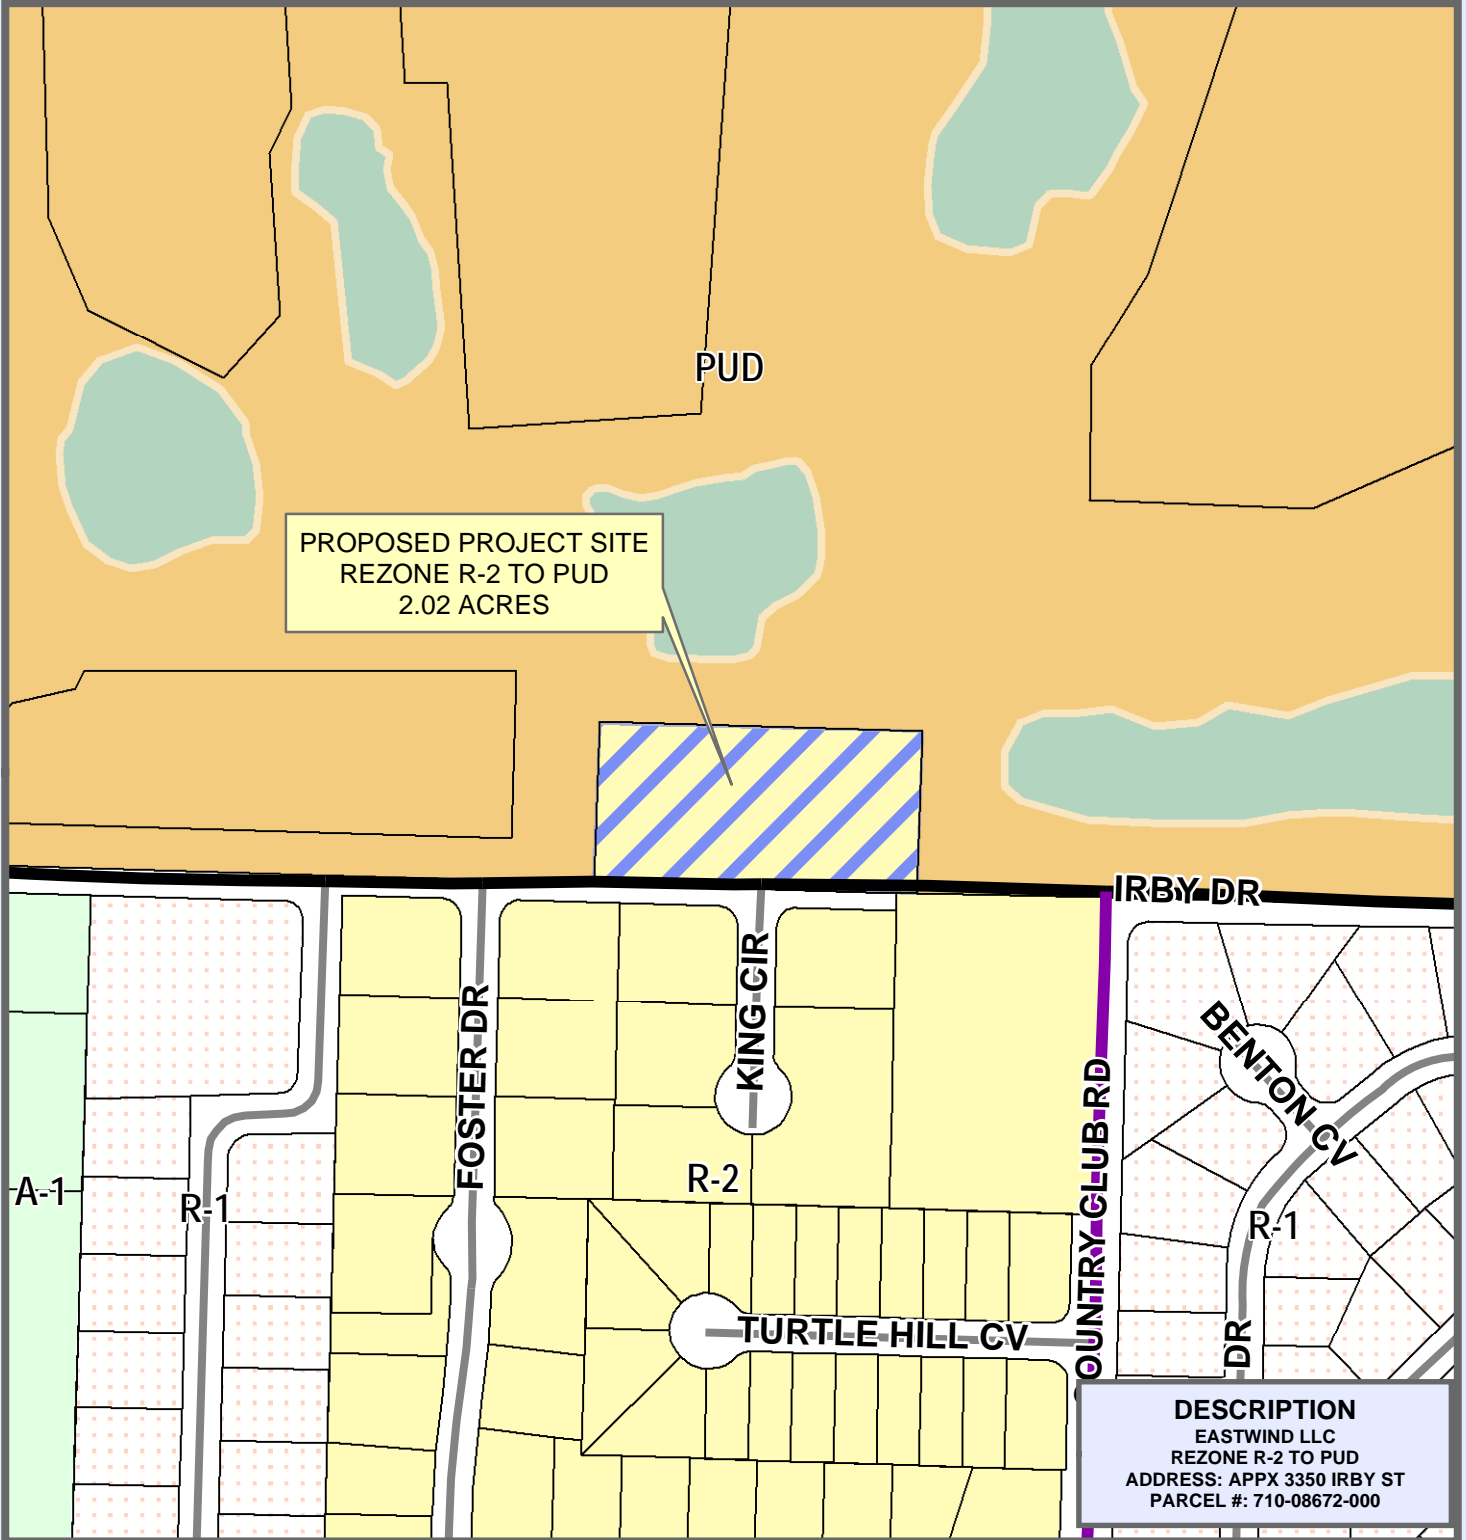 PUD
PROPOSED PROJECT SITE
REZONE R-2 TO PUD
2.02 ACRES
IRBY DR
KING CIR
FOSTER DR
BENTON CV
COUNTRY CLUB RD
A-1
R-1
R-2
R-1
TURTLE HILL CV
DR
DESCRIPTION
EASTWIND LLC
REZONE R-2 TO PUD
ADDRESS: APPX 3350 IRBY ST
PARCEL #: 710-08672-000